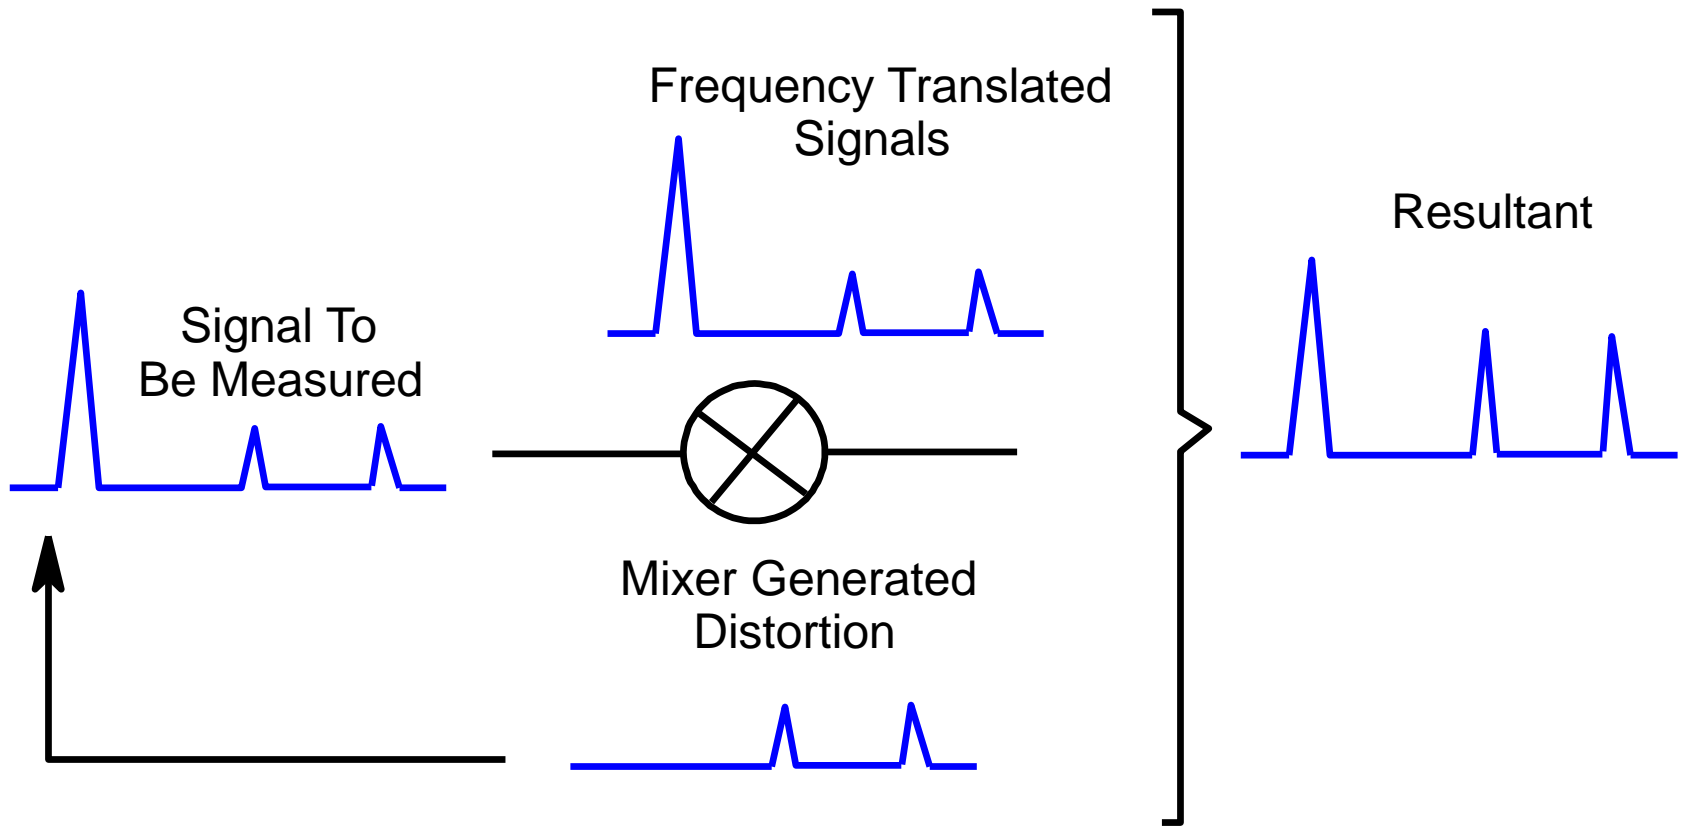 Frequency Translated
Signals
Resultant
Signal To
Be Measured
Mixer Generated
Distortion